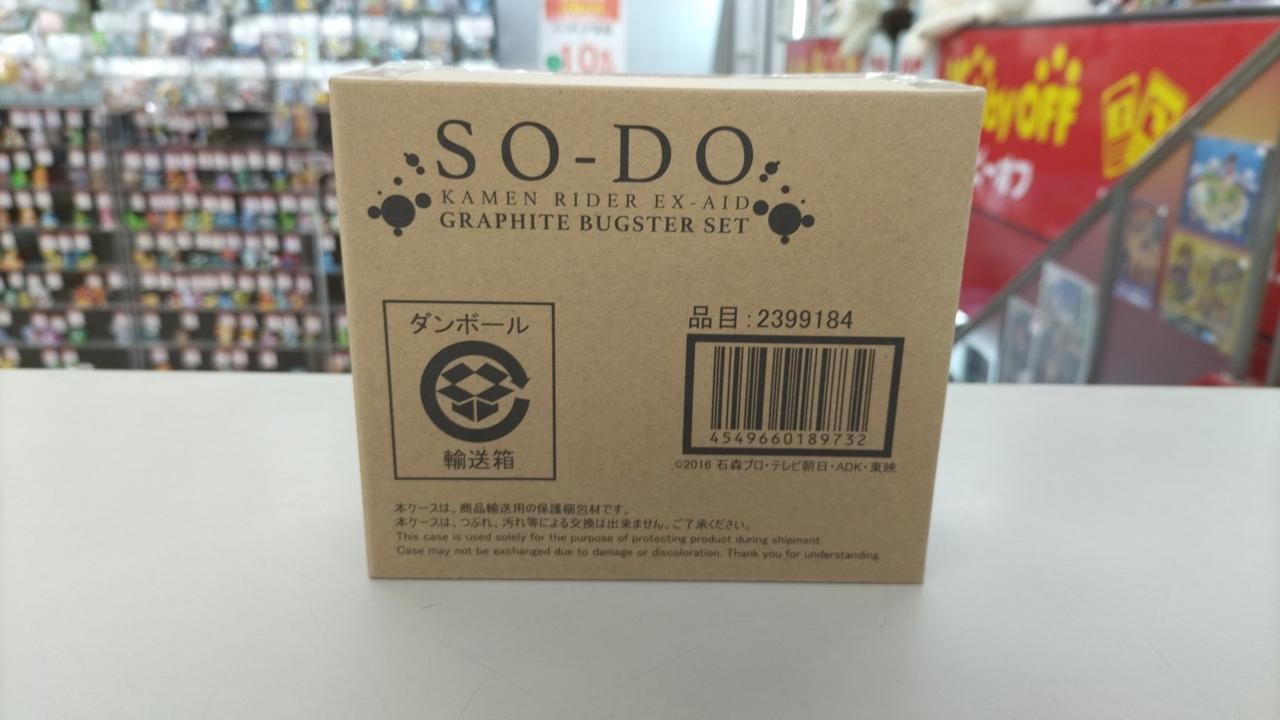 SO-DO
KAMEN RIDER EX-AID
GRAPHITE BUGSTER SET
ダンボール
輸送箱
品目:2399184
4549660189732
©2016 石森プロ・テレビ朝日・ADK・東映
本ケースは、商品輸送用の保護梱包材です。
本ケースは、つぶれ、汚れ等による交換は出来ません。ご了承ください。
This case is used solely for the purpose of protecting product during shipment.
Case may not be exchanged due to damage or discoloration. Thank you for understanding.
OFF